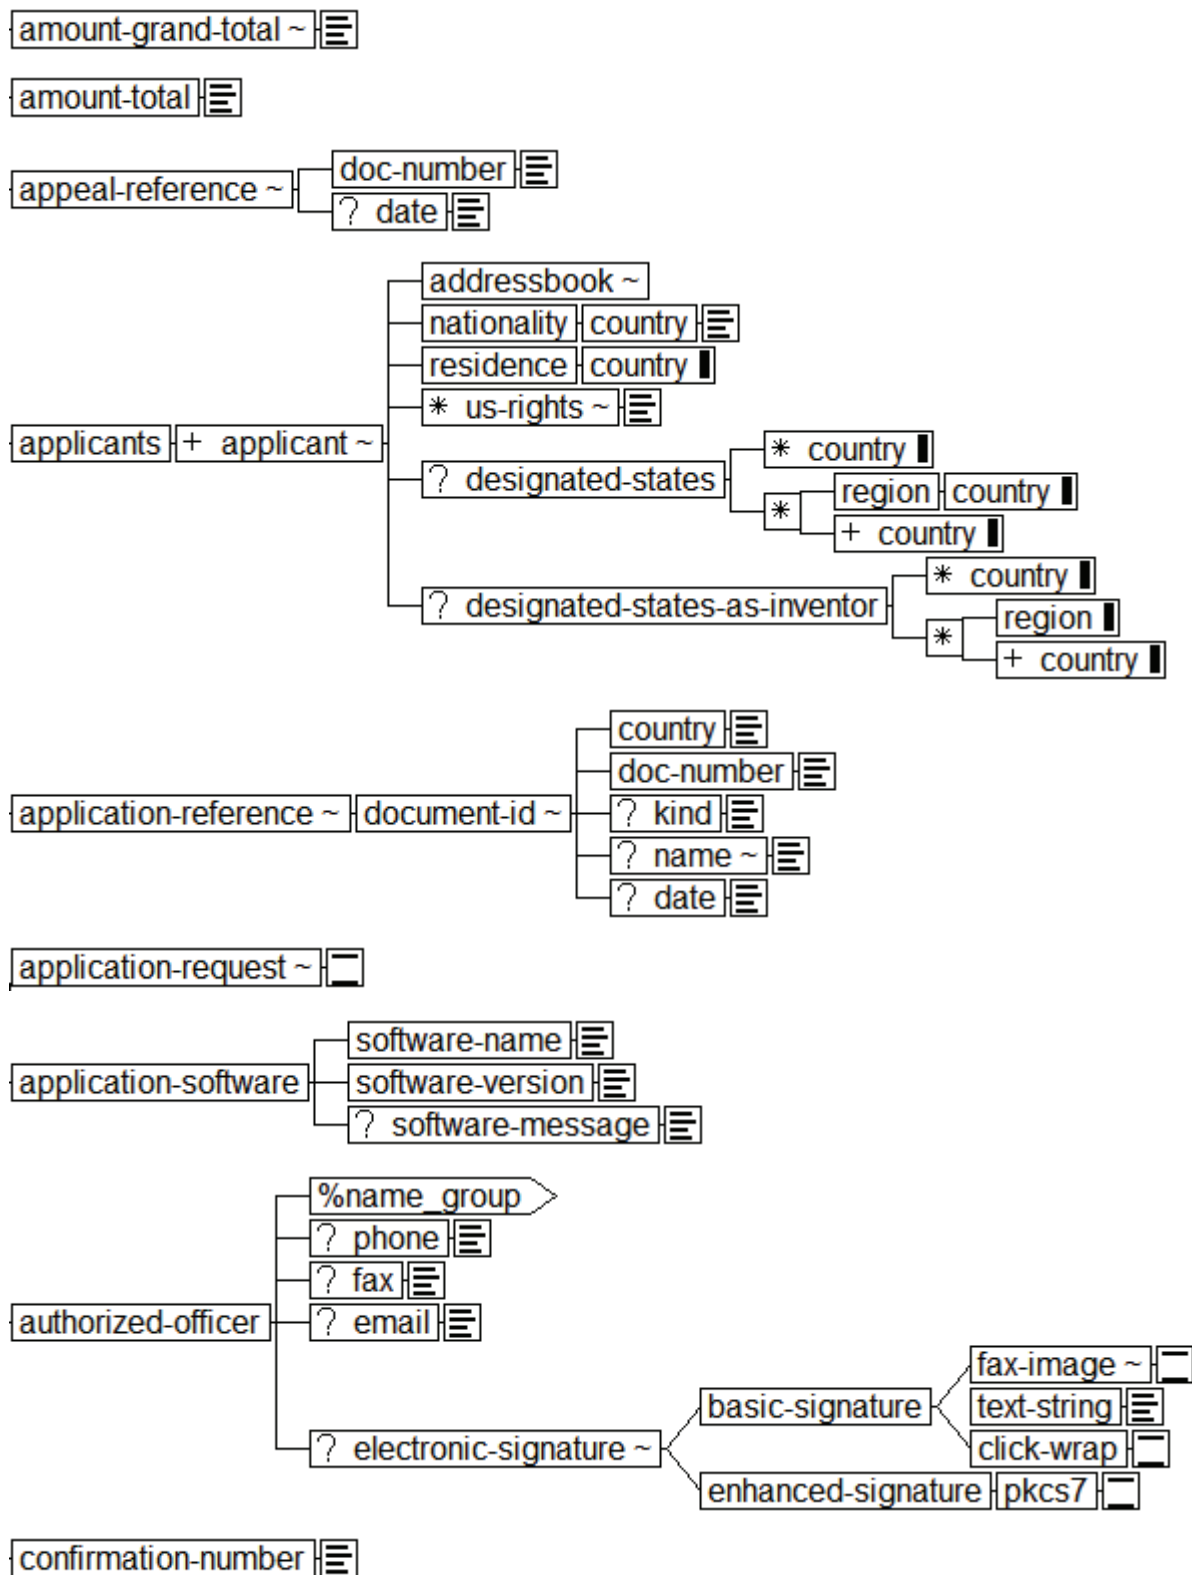 amount-grand-total ~
amount-total
appeal-reference ~
doc-number
? date
applicants
+ applicant ~
addressbook ~
nationality country
residence country
* us-rights ~
? designated-states
* country
*
region country
+ country
? designated-states-as-inventor
* country
*
region
+ country
application-reference ~ document-id ~
country
doc-number
? kind
? name ~
? date
application-request ~
application-software
software-name
software-version
? software-message
authorized-officer
%name_group
? phone
? fax
? email
? electronic-signature ~
basic-signature
fax-image ~
text-string
click-wrap
enhanced-signature pkcs7
confirmation-number